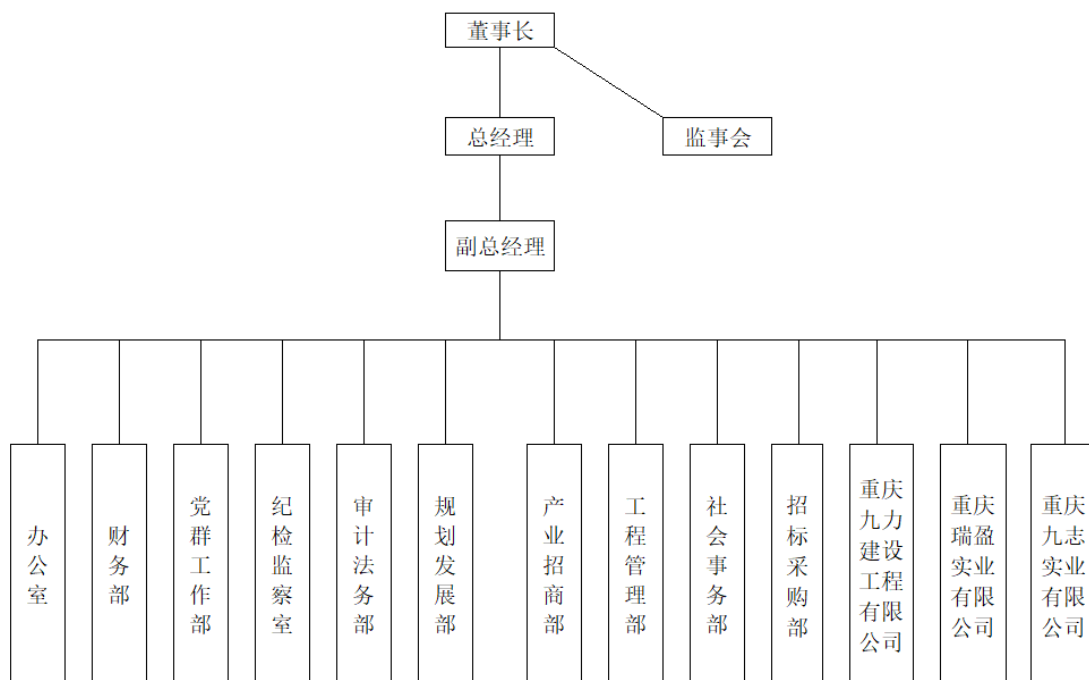 董事长
总经理
监事会
副总经理
办公室
财务部
党群工作部
纪检监察室
审计法务部
规划发展部
产业招商部
工程管理部
社会事务部
招标采购部
重庆
九力
建设
工程
有限
公司
重庆
瑞盈
实业
有限
公司
重庆
九志
实业
有限
公司